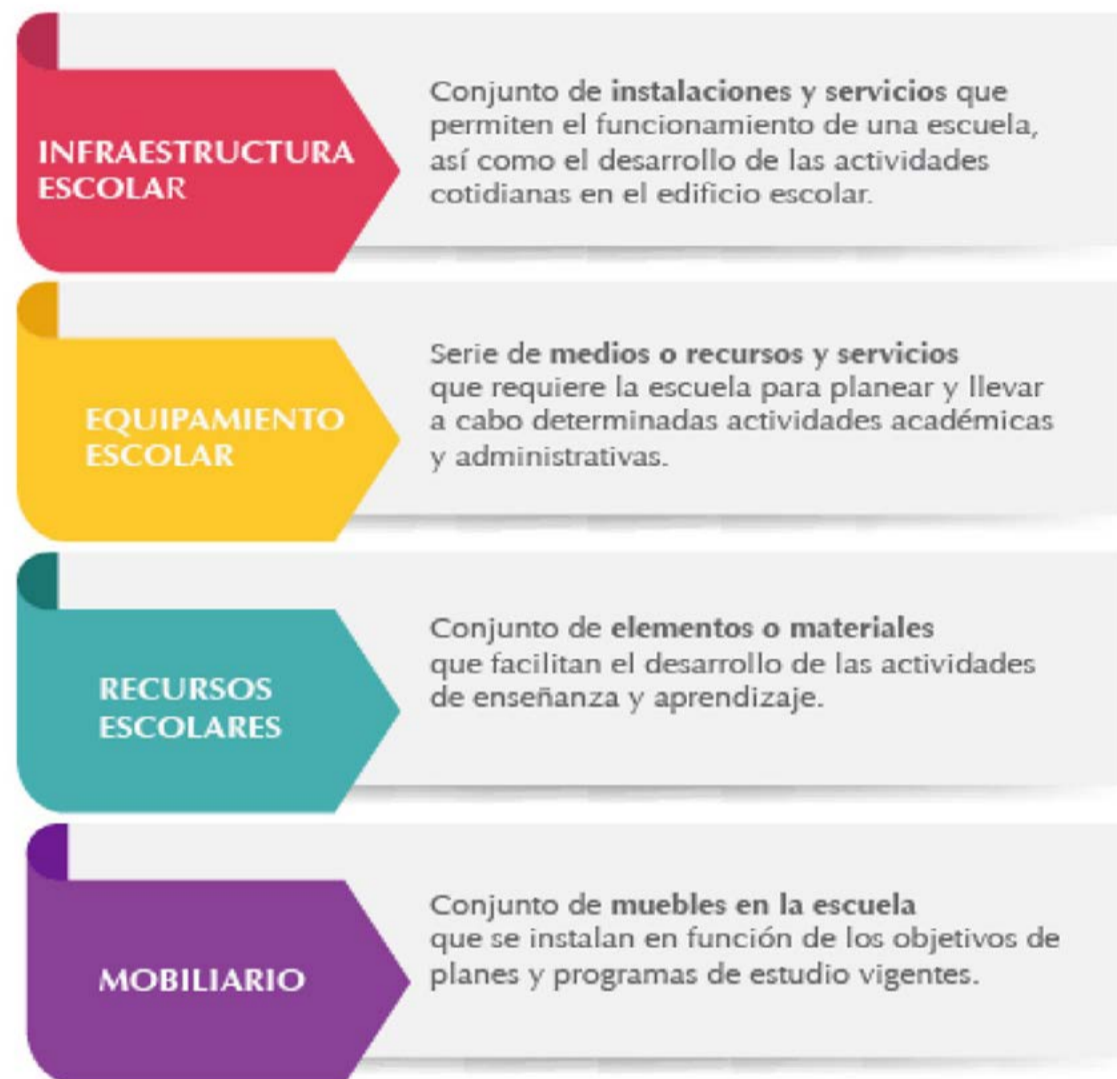 INFRAESTRUCTURA
ESCOLAR
Conjunto de instalaciones y servicios que
permiten el funcionamiento de una escuela,
así como el desarrollo de las actividades
cotidianas en el edificio escolar.
EQUIPAMIENTO
ESCOLAR
Serie de medios o recursos y servicios
que requiere la escuela para planear y llevar
a cabo determinadas actividades académicas
y administrativas.
RECURSOS
ESCOLARES
Conjunto de elementos o materiales
que facilitan el desarrollo de las actividades
de enseñanza y aprendizaje.
MOBILIARIO
Conjunto de muebles en la escuela
que se instalan en función de los objetivos de
planes y programas de estudio vigentes.